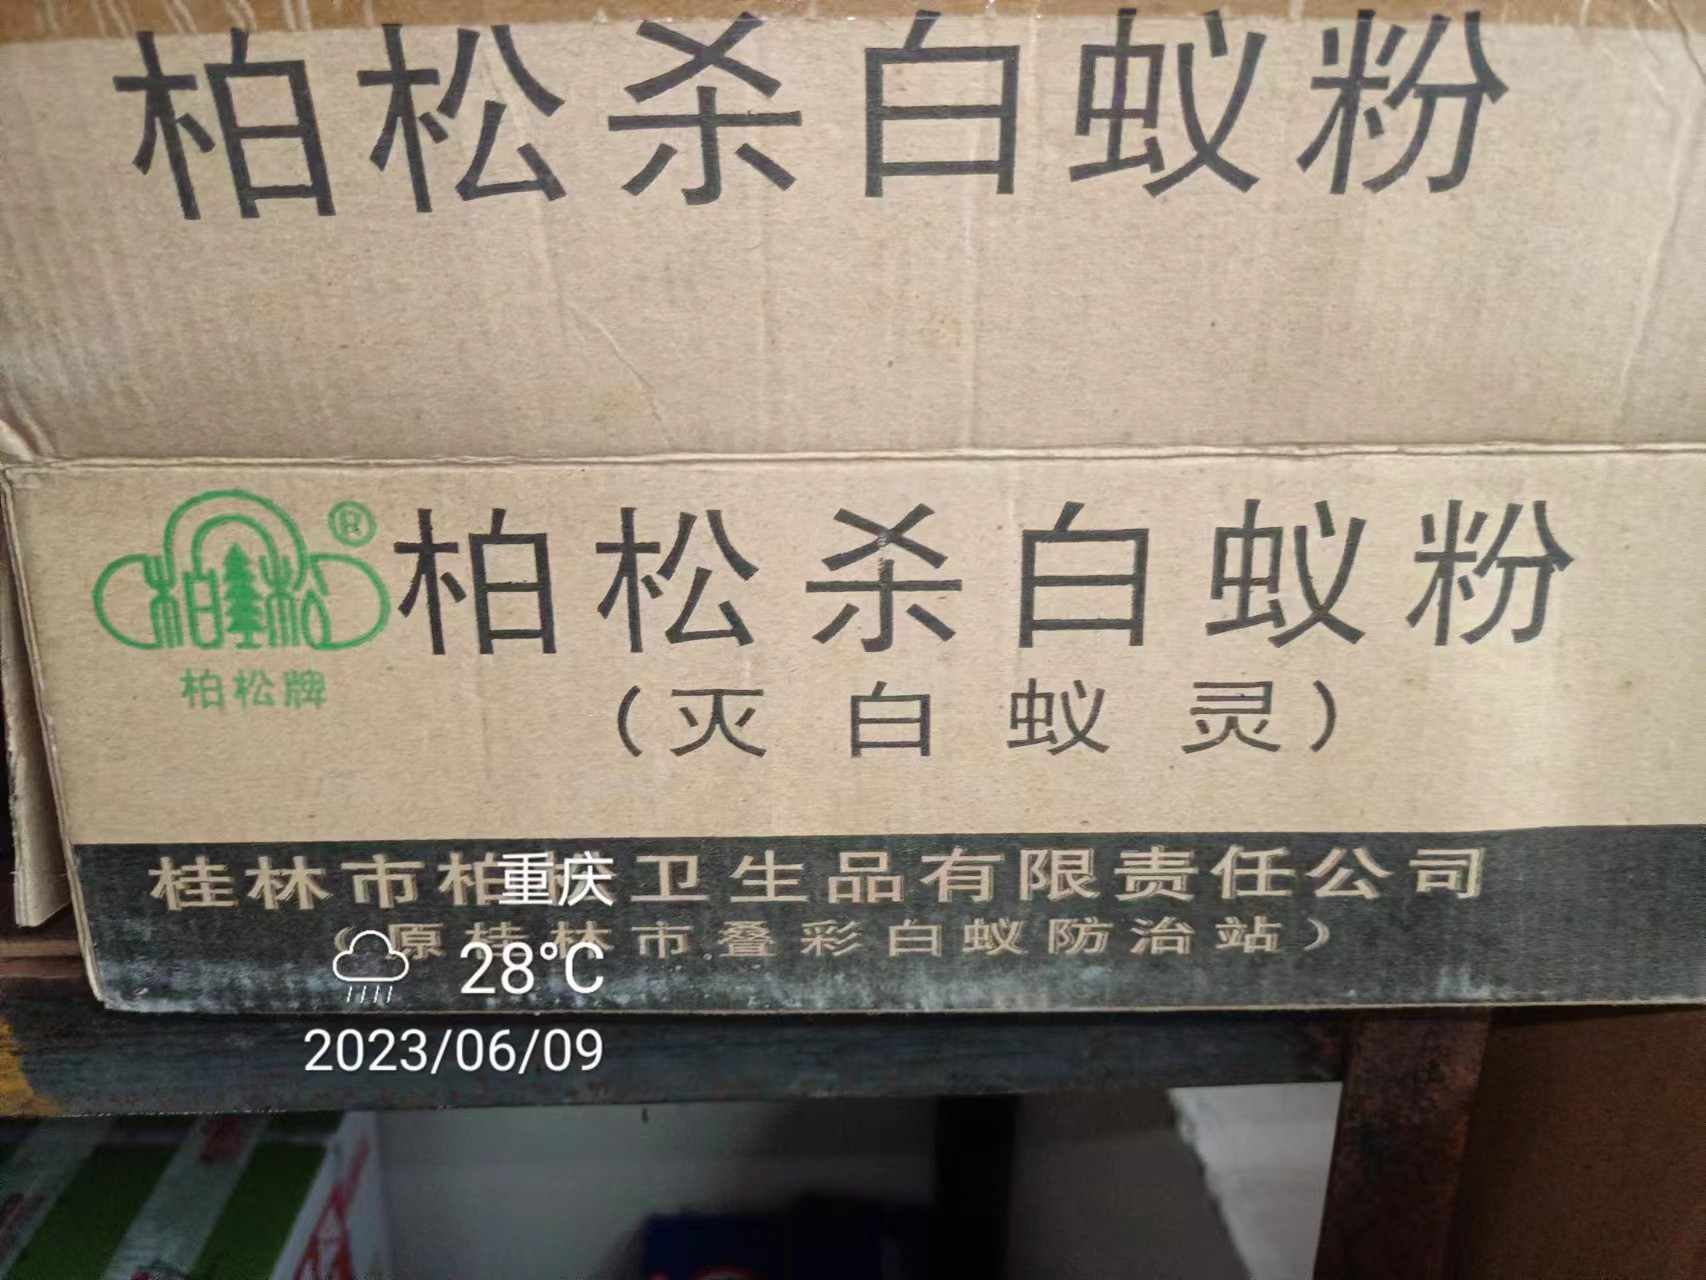 柏松杀白蚁粉
®
柏松
柏松牌
柏松杀白蚁粉
(灭白蚁灵)
桂林市柏 卫生品有限责任公司
(原桂林市叠彩白蚁防治站)
重庆
28°C
2023/06/09